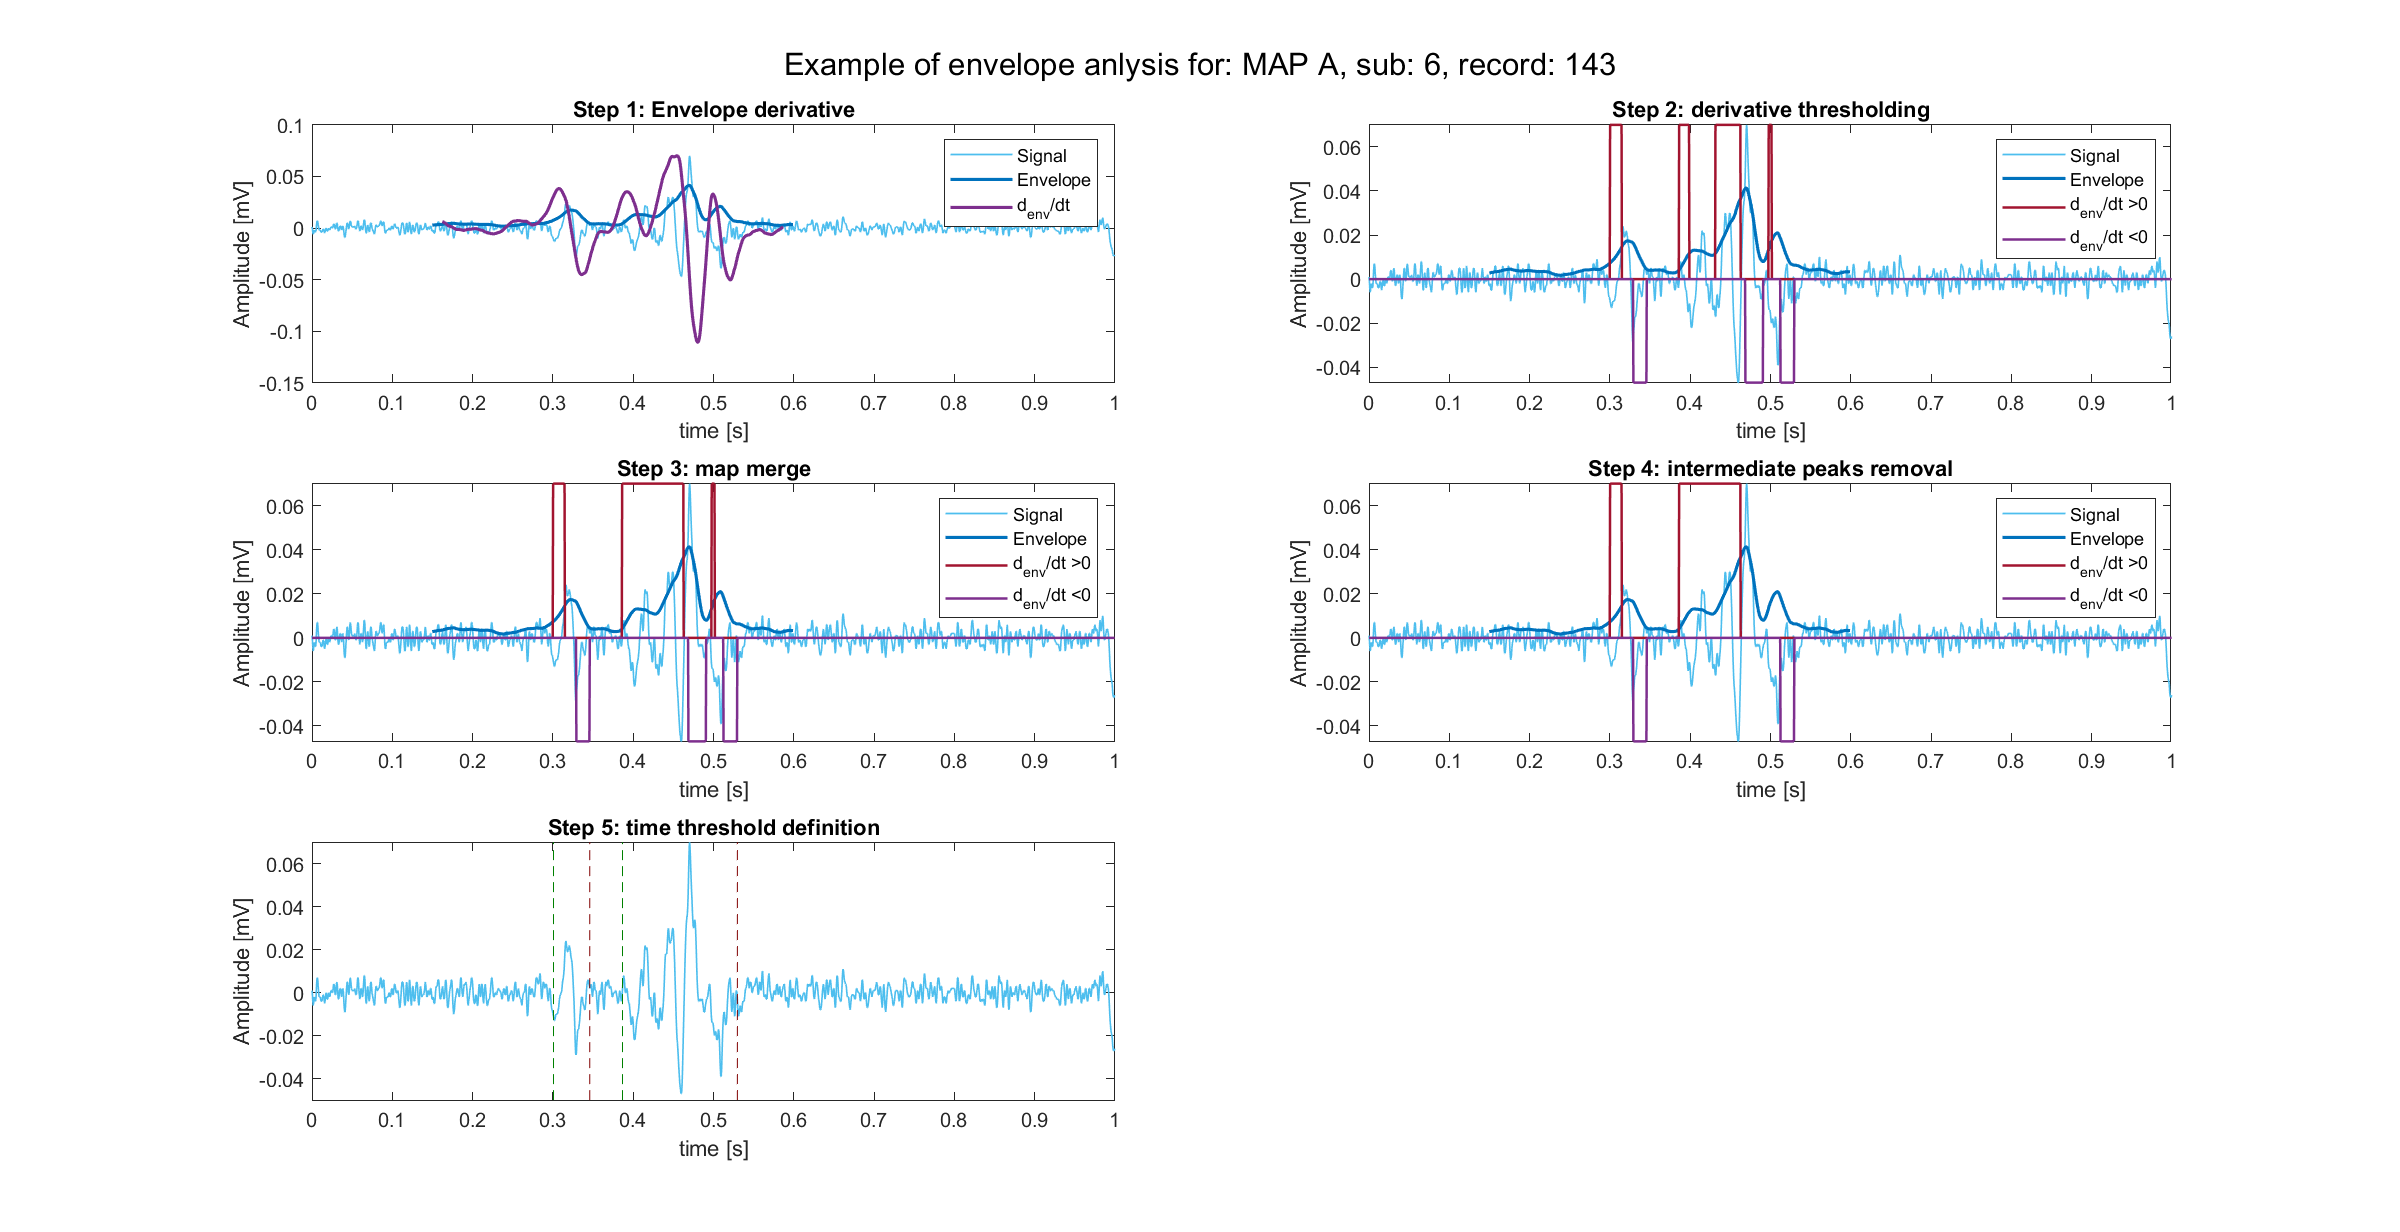 Example of envelope anlysis for: MAP A, sub: 6, record: 143
Step 1: Envelope derivative
Amplitude [mV]
0.1
0.05
0
-0.05
-0.1
-0.15
Signal
Envelope
d_env/dt
0 0.1 0.2 0.3 0.4 0.5 0.6 0.7 0.8 0.9 1
time [s]
Step 2: derivative thresholding
Amplitude [mV]
0.06
0.04
0.02
0
-0.02
-0.04
Signal
Envelope
d_env/dt >0
d_env/dt <0
0 0.1 0.2 0.3 0.4 0.5 0.6 0.7 0.8 0.9 1
time [s]
Step 3: map merge
Amplitude [mV]
0.06
0.04
0.02
0
-0.02
-0.04
Signal
Envelope
d_env/dt >0
d_env/dt <0
0 0.1 0.2 0.3 0.4 0.5 0.6 0.7 0.8 0.9 1
time [s]
Step 4: intermediate peaks removal
Amplitude [mV]
0.06
0.04
0.02
0
-0.02
-0.04
Signal
Envelope
d_env/dt >0
d_env/dt <0
0 0.1 0.2 0.3 0.4 0.5 0.6 0.7 0.8 0.9 1
time [s]
Step 5: time threshold definition
Amplitude [mV]
0.06
0.04
0.02
0
-0.02
-0.04
0 0.1 0.2 0.3 0.4 0.5 0.6 0.7 0.8 0.9 1
time [s]